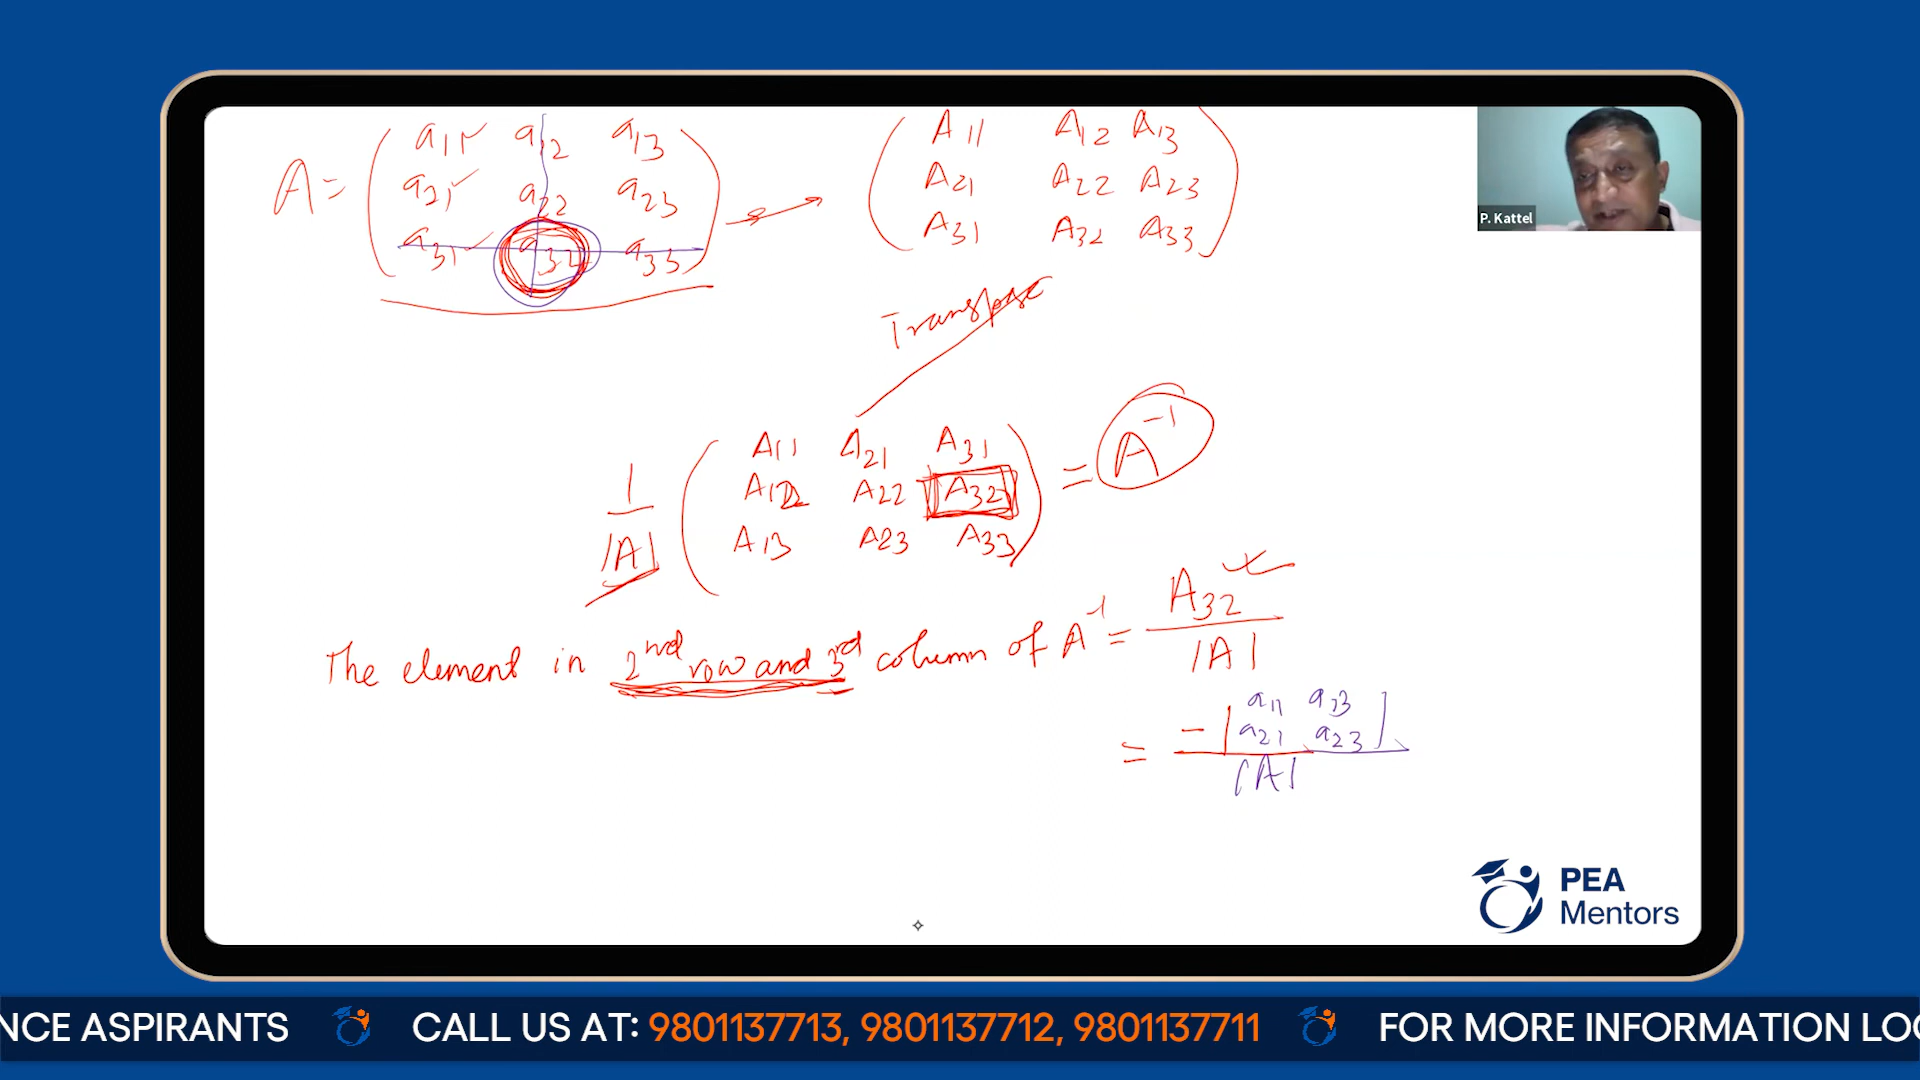 A = ( a11 a12 a13
a21 a22 a23
a31 a32 a33 )
( A11 A12 A13
A21 A22 A23
A31 A32 A33 )
P. Kattel
Transpose
1 / |A| ( A11 A21 A31
A12 A22 A32
A13 A23 A33 ) = A^-1
The element in 2nd row and 3rd column of A^-1 = A32 / |A|
= - | a11 a13
a21 a23 | / |A|
PEA
Mentors
NCE ASPIRANTS CALL US AT: 9801137713, 9801137712, 9801137711 FOR MORE INFORMATION LOC